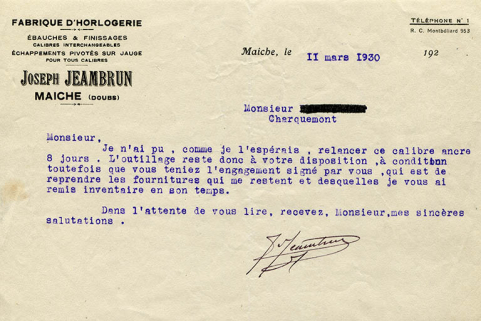 FABRIQUE D'HORLOGERIE
ÉBAUCHES & FINISSAGES
CALIBRES INTERCHANGEABLES
ÉCHAPPEMENTS PIVOTÉS SUR JAUGE
POUR TOUS CALIBRES
JOSEPH JEAMBRUN
MAICHE (DOUBS)
TÉLÉPHONE N° 1
R. C. Montbéliard 953
Maiche, le 11 mars 1930 192
Monsieur
Charquemont
Monsieur,
Je n'ai pu , comme je l'espérais, relancer ce calibre ancre
8 jours . L'outillage reste donc à votre disposition ,à condition
toutefois que vous teniez l'engagement signé par vous ,qui est de
reprendre les fournitures qui me restent et desquelles je vous ai
remis inventaire en son temps.
Dans l'attente de vous lire, recevez, Monsieur,mes sincères
salutations .
J. Jeambrun